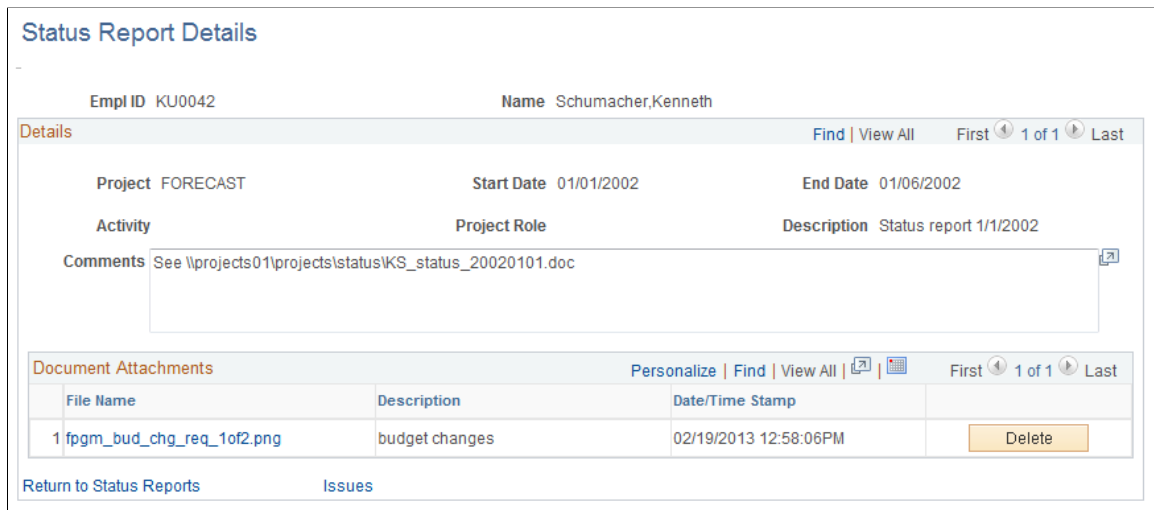 Status Report Details
Empl ID KU0042 Name Schumacher,Kenneth
Details Find | View All First 1 of 1 Last
Project FORECAST Start Date 01/01/2002 End Date 01/06/2002
Activity Project Role Description Status report 1/1/2002
Comments See \\projects01\projects\status\KS_status_20020101.doc
Document Attachments Personalize | Find | View All | | First 1 of 1 Last
File Name Description Date/Time Stamp
1 fpgm_bud_chg_req_1of2.png budget changes 02/19/2013 12:58:06PM Delete
Return to Status Reports Issues